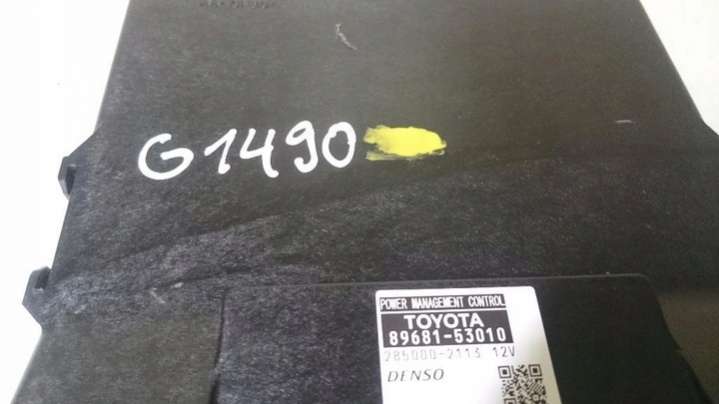 G1490
POWER MANAGEMENT CONTROL
TOYOTA
89681-53010
285000-2113 12V
DENSO